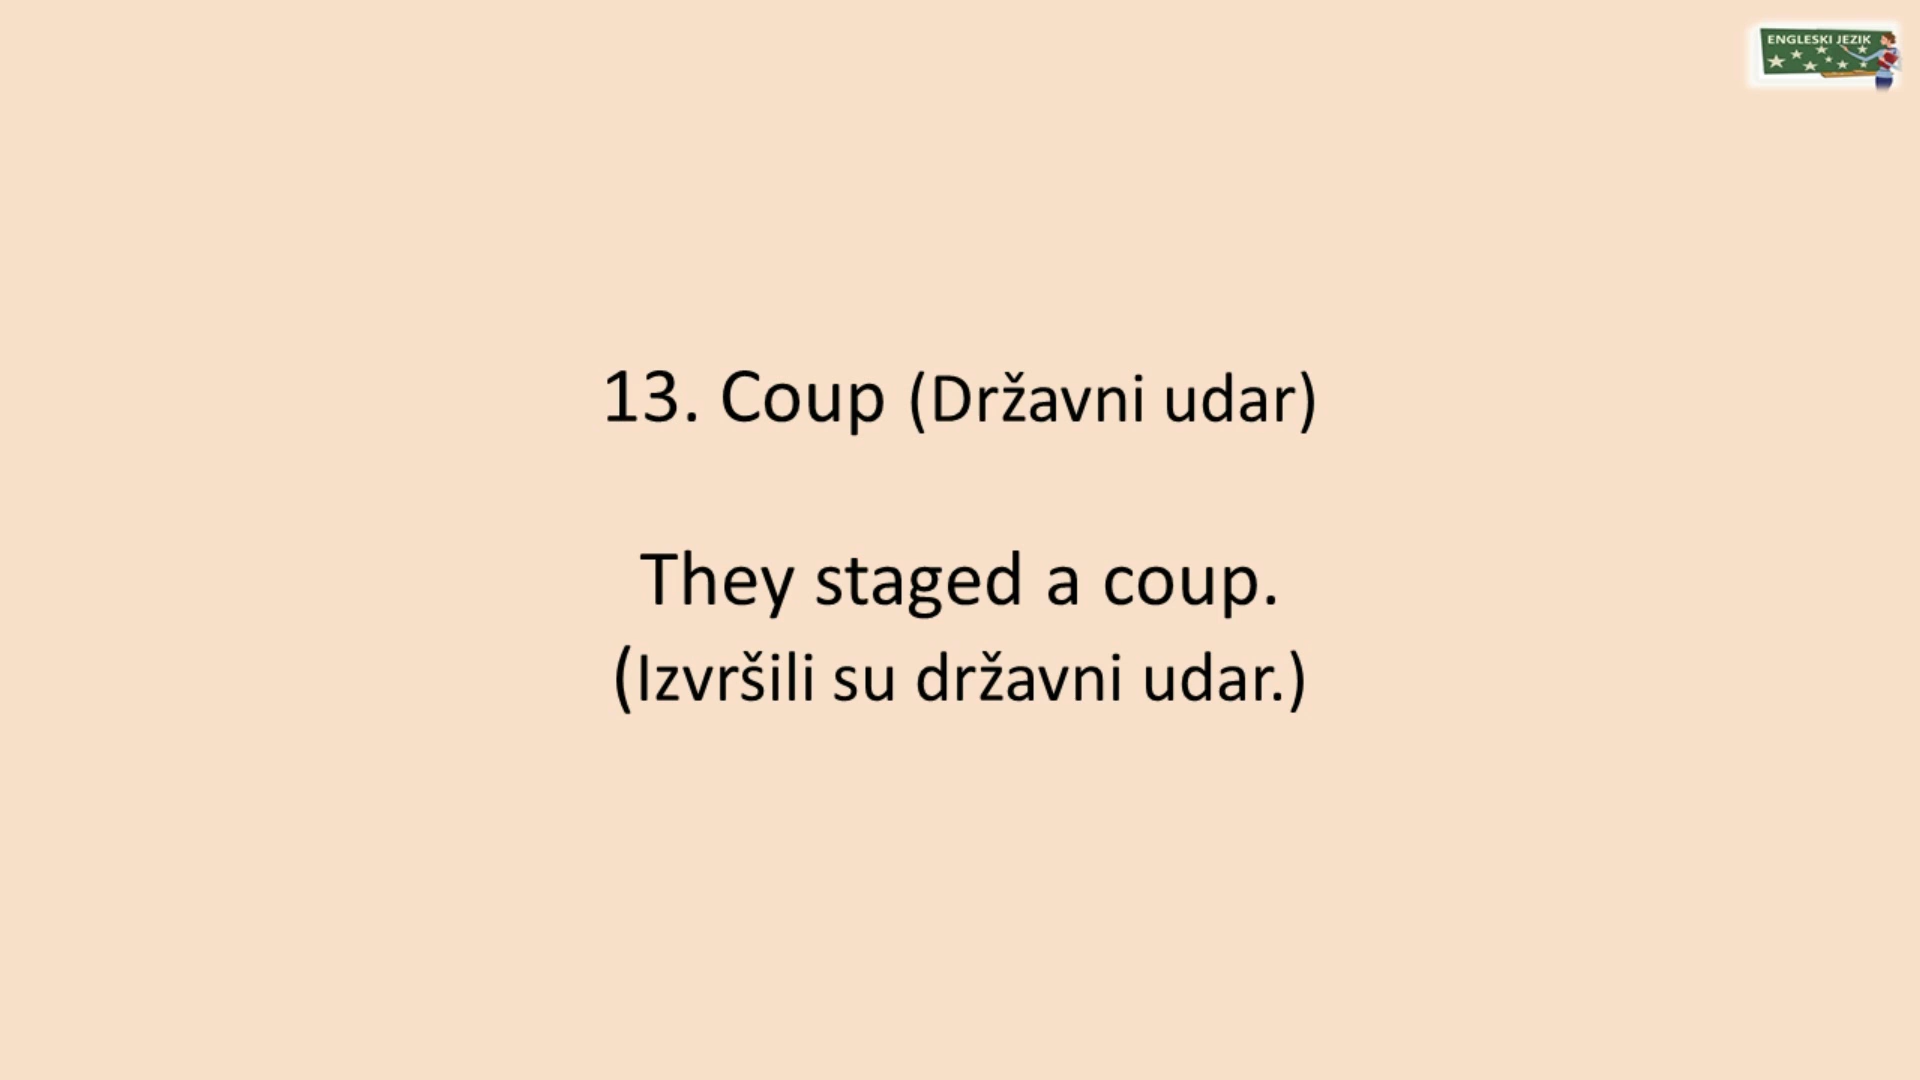 ENGLESKI JEZIK
13. Coup (Državni udar)
They staged a coup.
(Izvršili su državni udar.)